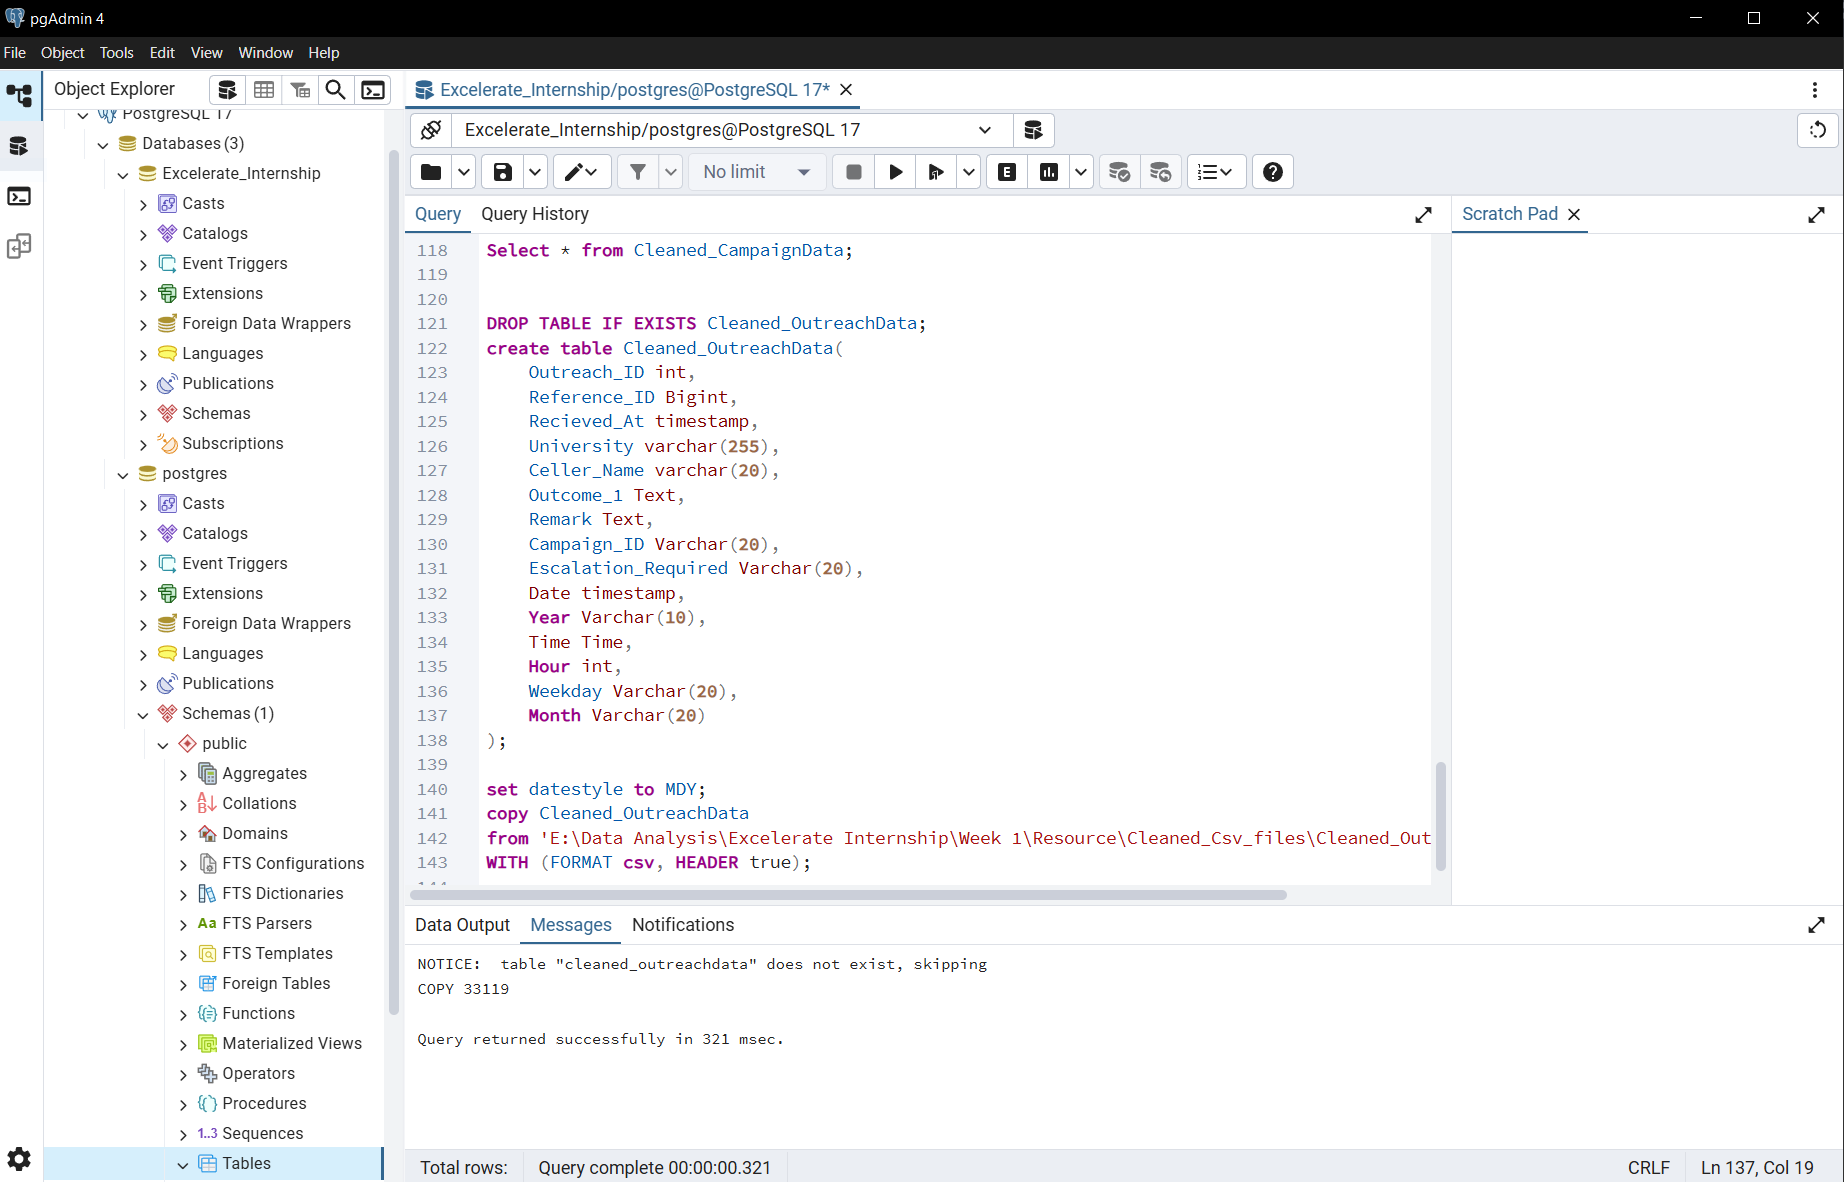 pgAdmin 4
File Object Tools Edit View Window Help
Object Explorer
PostgreSQL 17
Databases (3)
Excelerate_Internship
Casts
Catalogs
Event Triggers
Extensions
Foreign Data Wrappers
Languages
Publications
Schemas
Subscriptions
postgres
Casts
Catalogs
Event Triggers
Extensions
Foreign Data Wrappers
Languages
Publications
Schemas (1)
public
Aggregates
Collations
Domains
FTS Configurations
FTS Dictionaries
Aa FTS Parsers
FTS Templates
Foreign Tables
Functions
Materialized Views
Operators
Procedures
1..3 Sequences
Tables
Excelerate_Internship/postgres@PostgreSQL 17*
Excelerate_Internship/postgres@PostgreSQL 17
No limit
E
Query Query History
118 Select * from Cleaned_CampaignData;
119
120
121 DROP TABLE IF EXISTS Cleaned_OutreachData;
122 create table Cleaned_OutreachData(
123 Outreach_ID int,
124 Reference_ID Bigint,
125 Recieved_At timestamp,
126 University varchar(255),
127 Celler_Name varchar(20),
128 Outcome_1 Text,
129 Remark Text,
130 Campaign_ID Varchar(20),
131 Escalation_Required Varchar(20),
132 Date timestamp,
133 Year Varchar(10),
134 Time Time,
135 Hour int,
136 Weekday Varchar(20),
137 Month Varchar(20)
138 );
139
140 set datestyle to MDY;
141 copy Cleaned_OutreachData
142 from 'E:\Data Analysis\Excelerate Internship\Week 1\Resource\Cleaned_Csv_files\Cleaned_Out
143 WITH (FORMAT csv, HEADER true);
Scratch Pad
Data Output Messages Notifications
NOTICE:  table "cleaned_outreachdata" does not exist, skipping
COPY 33119
Query returned successfully in 321 msec.
Total rows: Query complete 00:00:00.321 CRLF Ln 137, Col 19